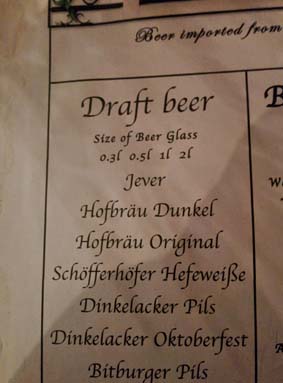 Beer imported from
Draft beer
Size of Beer Glass
0.3l 0.5l 1l 2l
Jever
Hofbräu Dunkel
Hofbräu Original
Schöfferhöfer Hefeweiße
Dinkelacker Pils
Dinkelacker Oktoberfest
Bitburger Pils